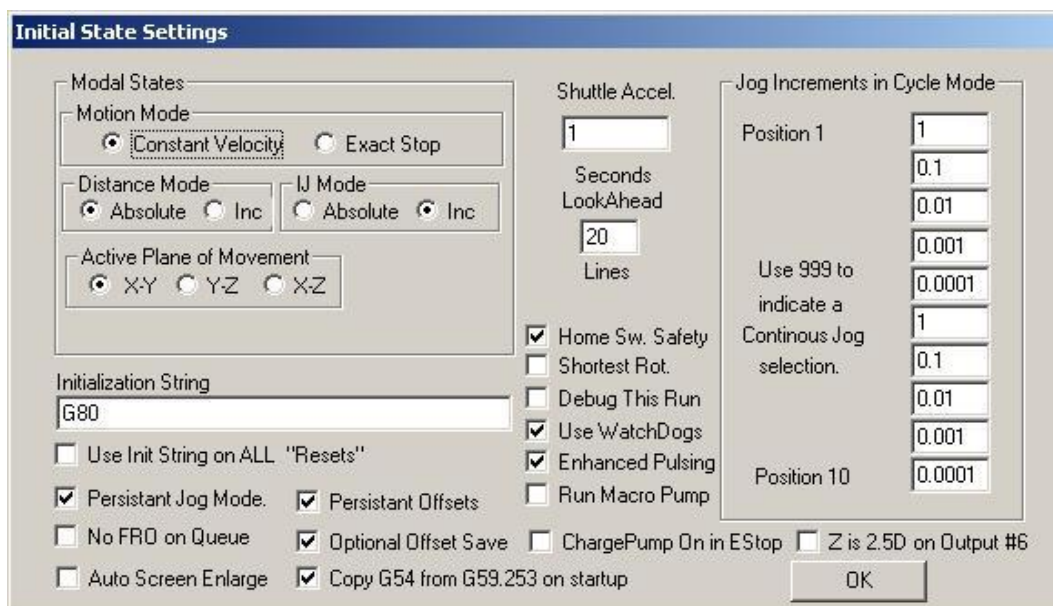 Initial State Settings
Modal States
Motion Mode
Constant Velocity Exact Stop
Distance Mode
Absolute Inc
IJ Mode
Absolute Inc
Active Plane of Movement
X-Y Y-Z X-Z
Initialization String
G80
Use Init String on ALL "Resets"
Persistant Jog Mode.
No FRO on Queue
Auto Screen Enlarge
Persistant Offsets
Optional Offset Save
Copy G54 from G59.253 on startup
Shuttle Accel.
1
Seconds
LookAhead
20
Lines
Home Sw. Safety
Shortest Rot.
Debug This Run
Use WatchDogs
Enhanced Pulsing
Run Macro Pump
ChargePump On in EStop
Z is 2.5D on Output #6
Jog Increments in Cycle Mode
Position 1
1
0.1
0.01
0.001
0.0001
1
0.1
0.01
0.001
0.0001
Use 999 to
indicate a
Continous Jog
selection.
Position 10
OK